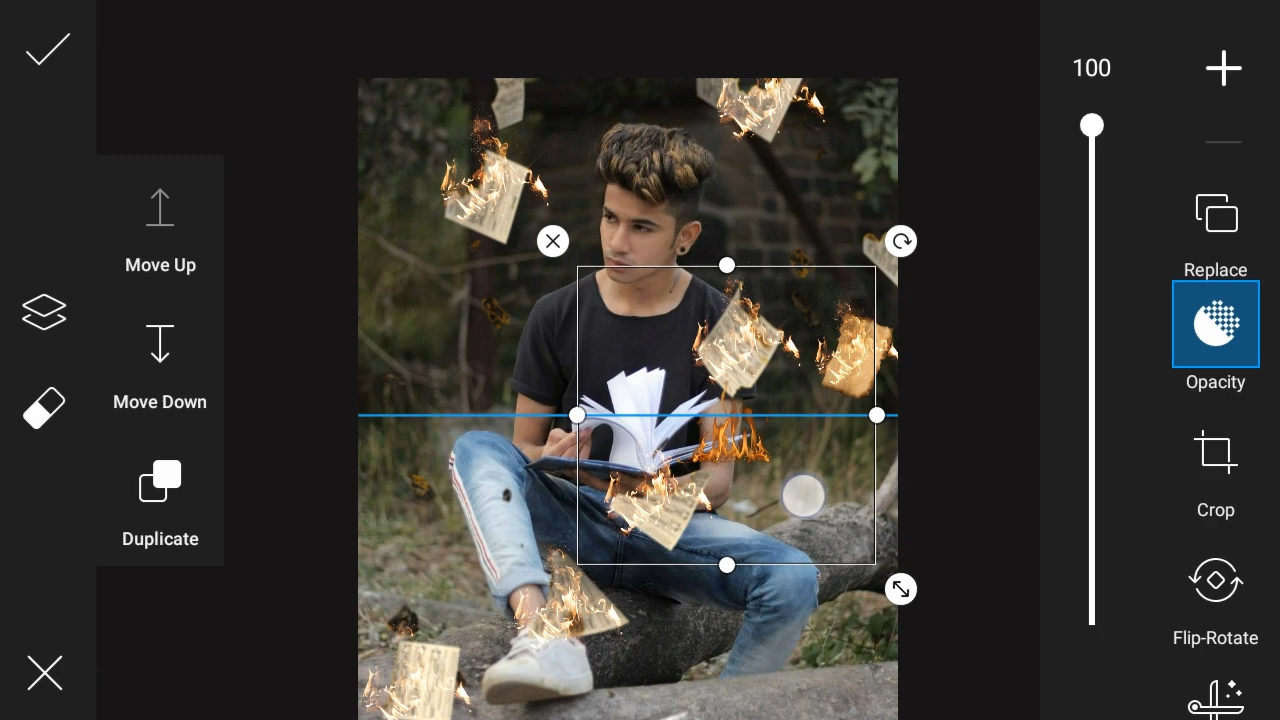 100
Move Up
Replace
Move Down
Opacity
Crop
Duplicate
Flip-Rotate